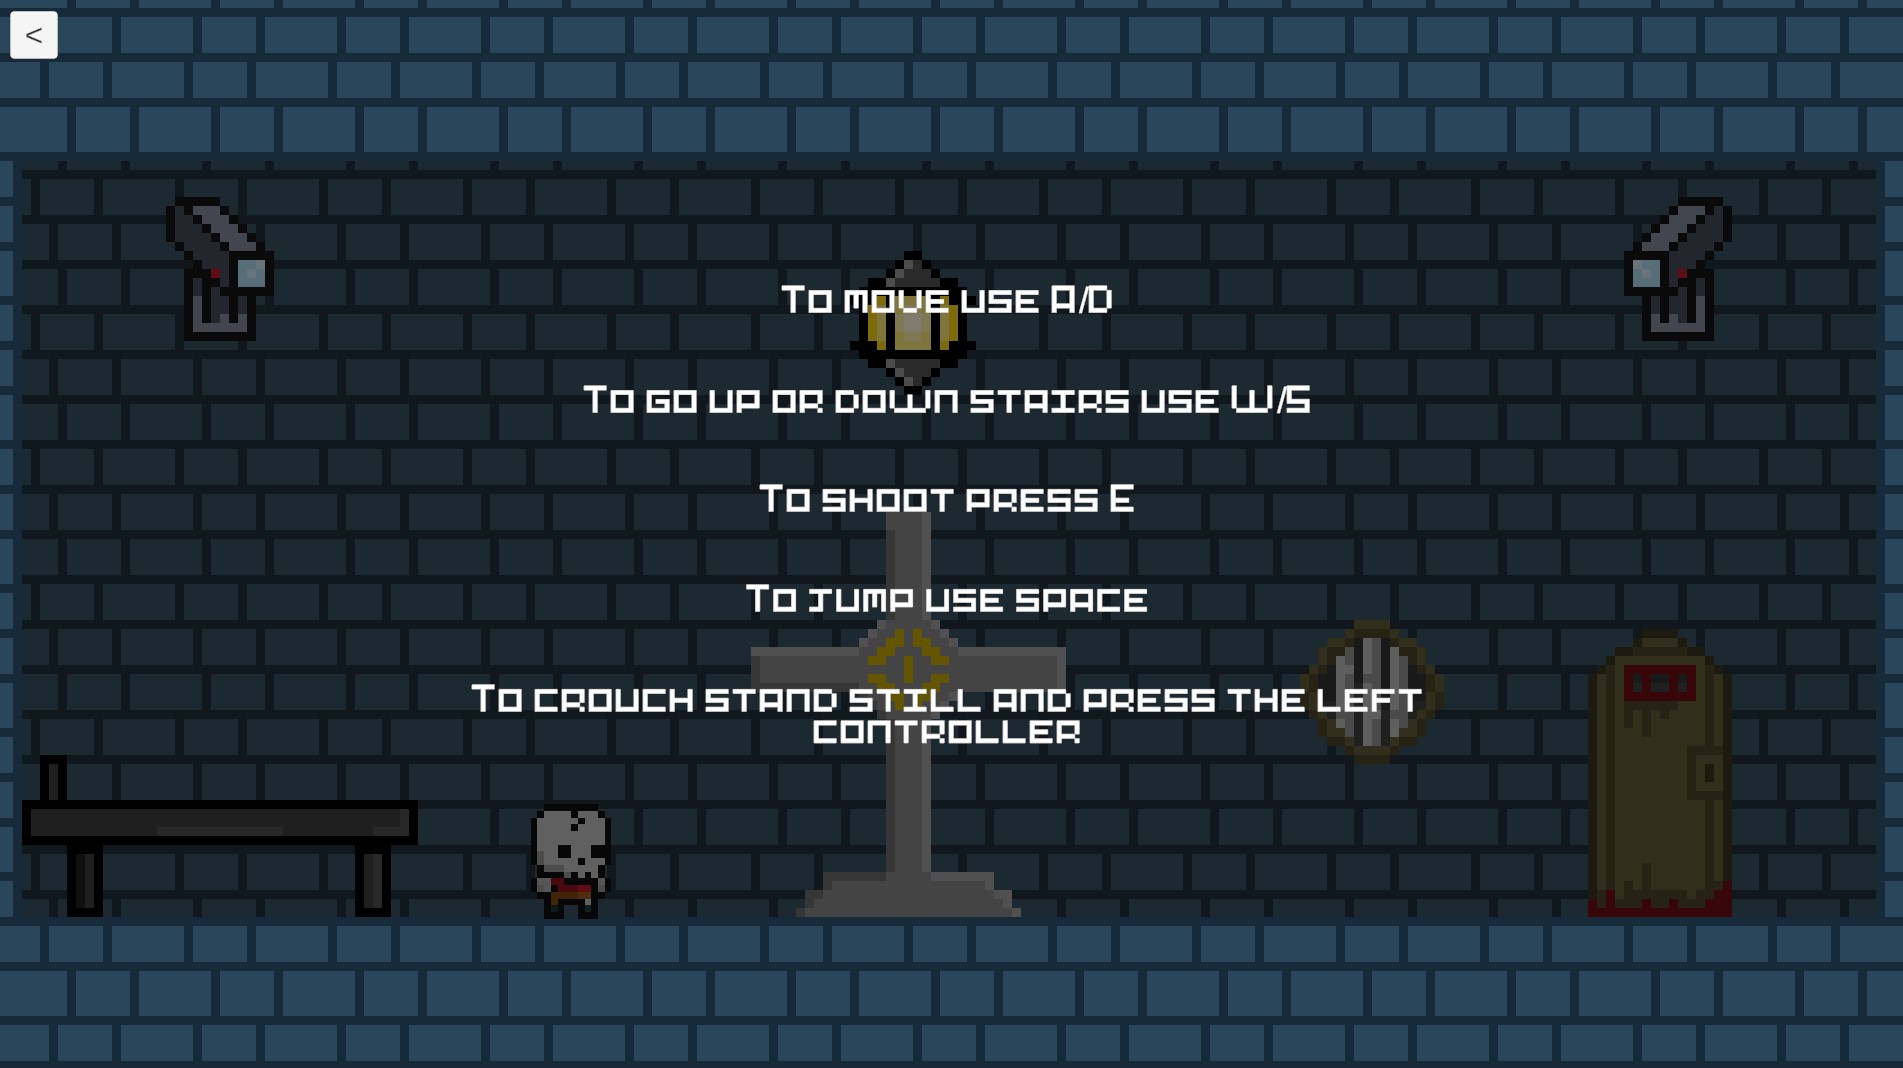 <
To move use A/D
To go up or down stairs use W/S
To shoot press E
To jump use space
To crouch stand still and press the left
controller